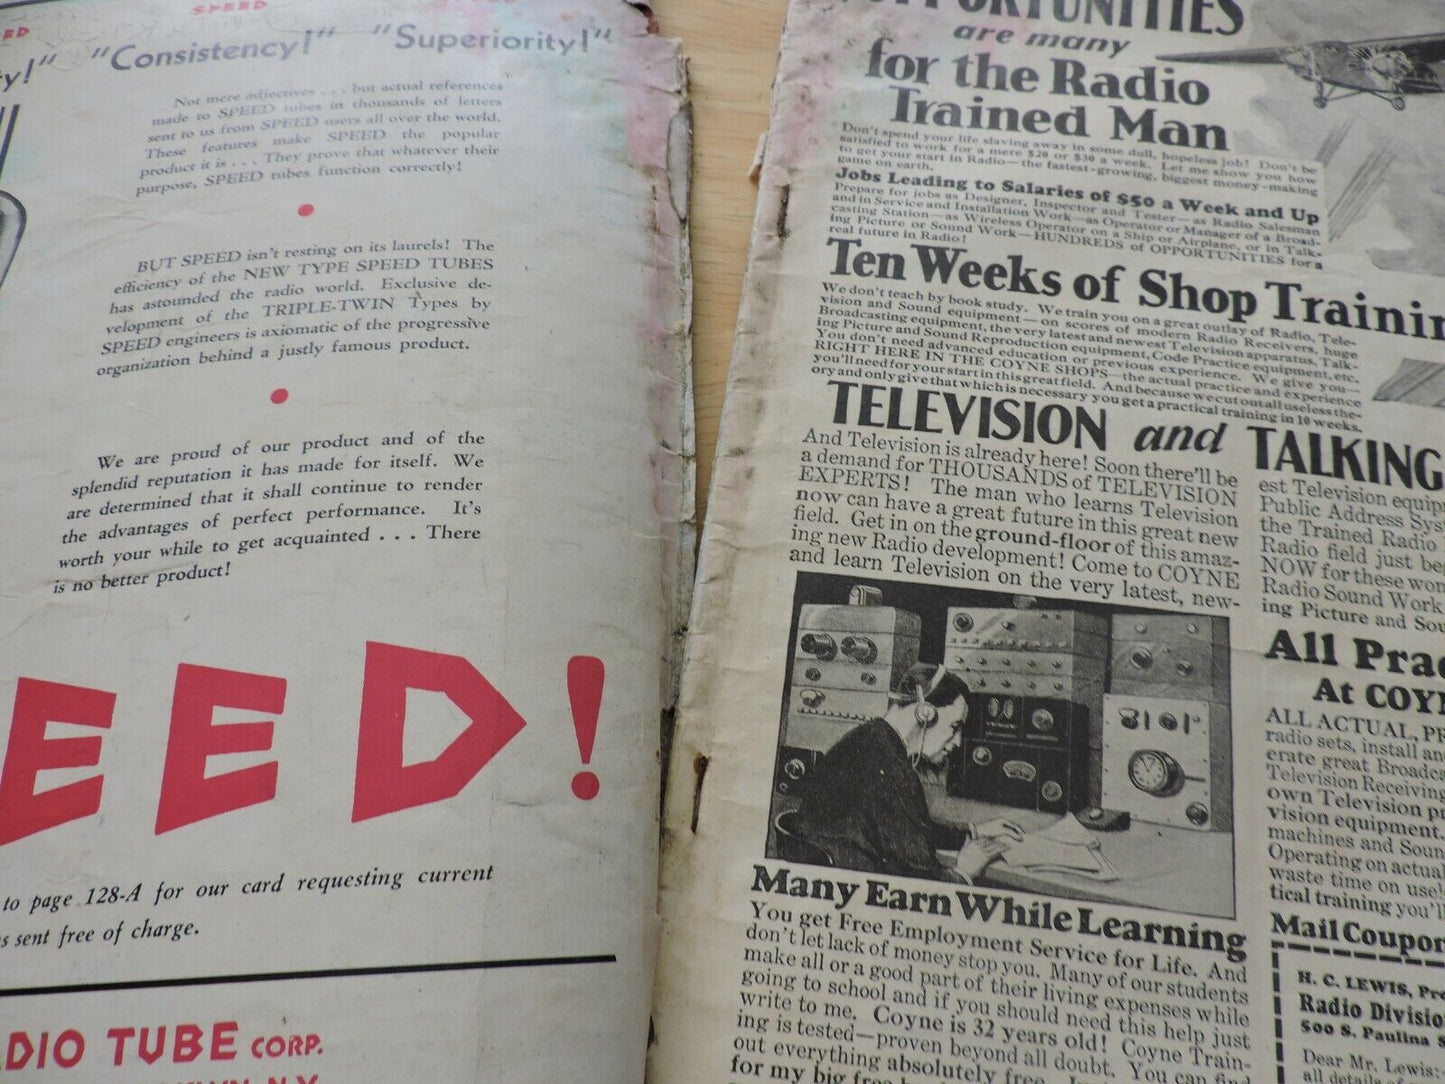 SPEED
"Consistency!" "Superiority!"
Not mere adjectives . . . but actual references
made to SPEED tubes in thousands of letters
sent to us from SPEED users all over the world.
These features make SPEED the popular
product it is . . . They prove that whatever their
purpose, SPEED tubes function correctly!
BUT SPEED isn't resting on its laurels! The
efficiency of the NEW TYPE SPEED TUBES
has astounded the radio world. Exclusive de-
velopment of the TRIPLE-TWIN Types by
SPEED engineers is axiomatic of the progressive
organization behind a justly famous product.
We are proud of our product and of the
splendid reputation it has made for itself. We
are determined that it shall continue to render
the advantages of perfect performance. It's
worth your while to get acquainted . . . There
is no better product!
EED!
to page 128-A for our card requesting current
s sent free of charge.
DIO TUBE CORP.
OPPORTUNITIES
are many
for the Radio
Trained Man
Don't spend your life slaving away in some dull, hopeless job! Don't be
satisfied to work for a mere $20 or $30 a week. Let me show you how
to get your start in Radio—the fastest-growing, biggest money-making
game on earth.
Jobs Leading to Salaries of $50 a Week and Up
Prepare for jobs as Designer, Inspector and Tester—as Radio Salesman
and in Service and Installation Work—as Operator or Manager of a Broad-
casting Station—as Wireless Operator on a Ship or Airplane, or in Talk-
ing Picture or Sound Work—HUNDREDS of OPPORTUNITIES for a
real future in Radio!
Ten Weeks of Shop Trainin
We don't teach by book study. We train you on a great outlay of Radio, Tele-
vision and Sound equipment—on scores of modern Radio Receivers, huge
Broadcasting equipment, the very latest and newest Television apparatus, Talk-
ing Picture and Sound Reproduction equipment, Code Practice equipment, etc.
You don't need advanced education or previous experience. We give you—
RIGHT HERE IN THE COYNE SHOPS—the actual practice and experience
you'll need for your start in this great field. And because we cut out all useless the-
ory and only give that which is necessary you get a practical training in 10 weeks.
TELEVISION and TALKING
And Television is already here! Soon there'll be
a demand for THOUSANDS of TELEVISION
EXPERTS! The man who learns Television
now can have a great future in this great new
field. Get in on the ground-floor of this amaz-
ing new Radio development! Come to COYNE
and learn Television on the very latest, new-
est Television equip
Public Address Sys
the Trained Radio
Radio field just be
NOW for these won
Radio Sound Work
ing Picture and Sou
Many Earn While Learning
You get Free Employment Service for Life. And
don't let lack of money stop you. Many of our students
make all or a good part of their living expenses while
going to school and if you should need this help just
write to me. Coyne is 32 years old! Coyne Train-
ing is tested—proven beyond all doubt. You can find
out everything absolutely free.
for my big free
All Prac
At COY
ALL ACTUAL, PR
radio sets, install an
erate great Broadca
Television Receiving
own Television pr
vision equipment.
machines and Soun
Operating on actual
waste time on usel
tical training you'll
Mail Coupon
H. C. LEWIS, Pre
Radio Divisio
500 S. Paulina S
Dear Mr. Lewis:
all details